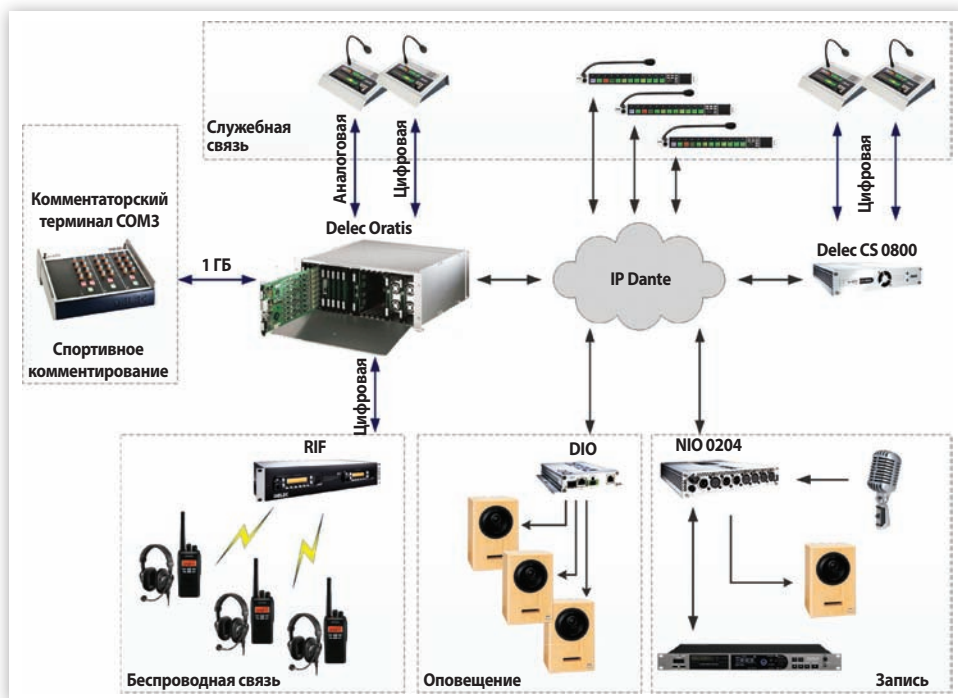 Служебная
связь
Аналоговая
Цифровая
Цифровая
Комментаторский
терминал COM3
Delec Oratis
IP Dante
Delec CS 0800
1 ГБ
Спортивное
комментирование
Цифровая
RIF
DIO
NIO 0204
Беспроводная связь
Оповещение
Запись